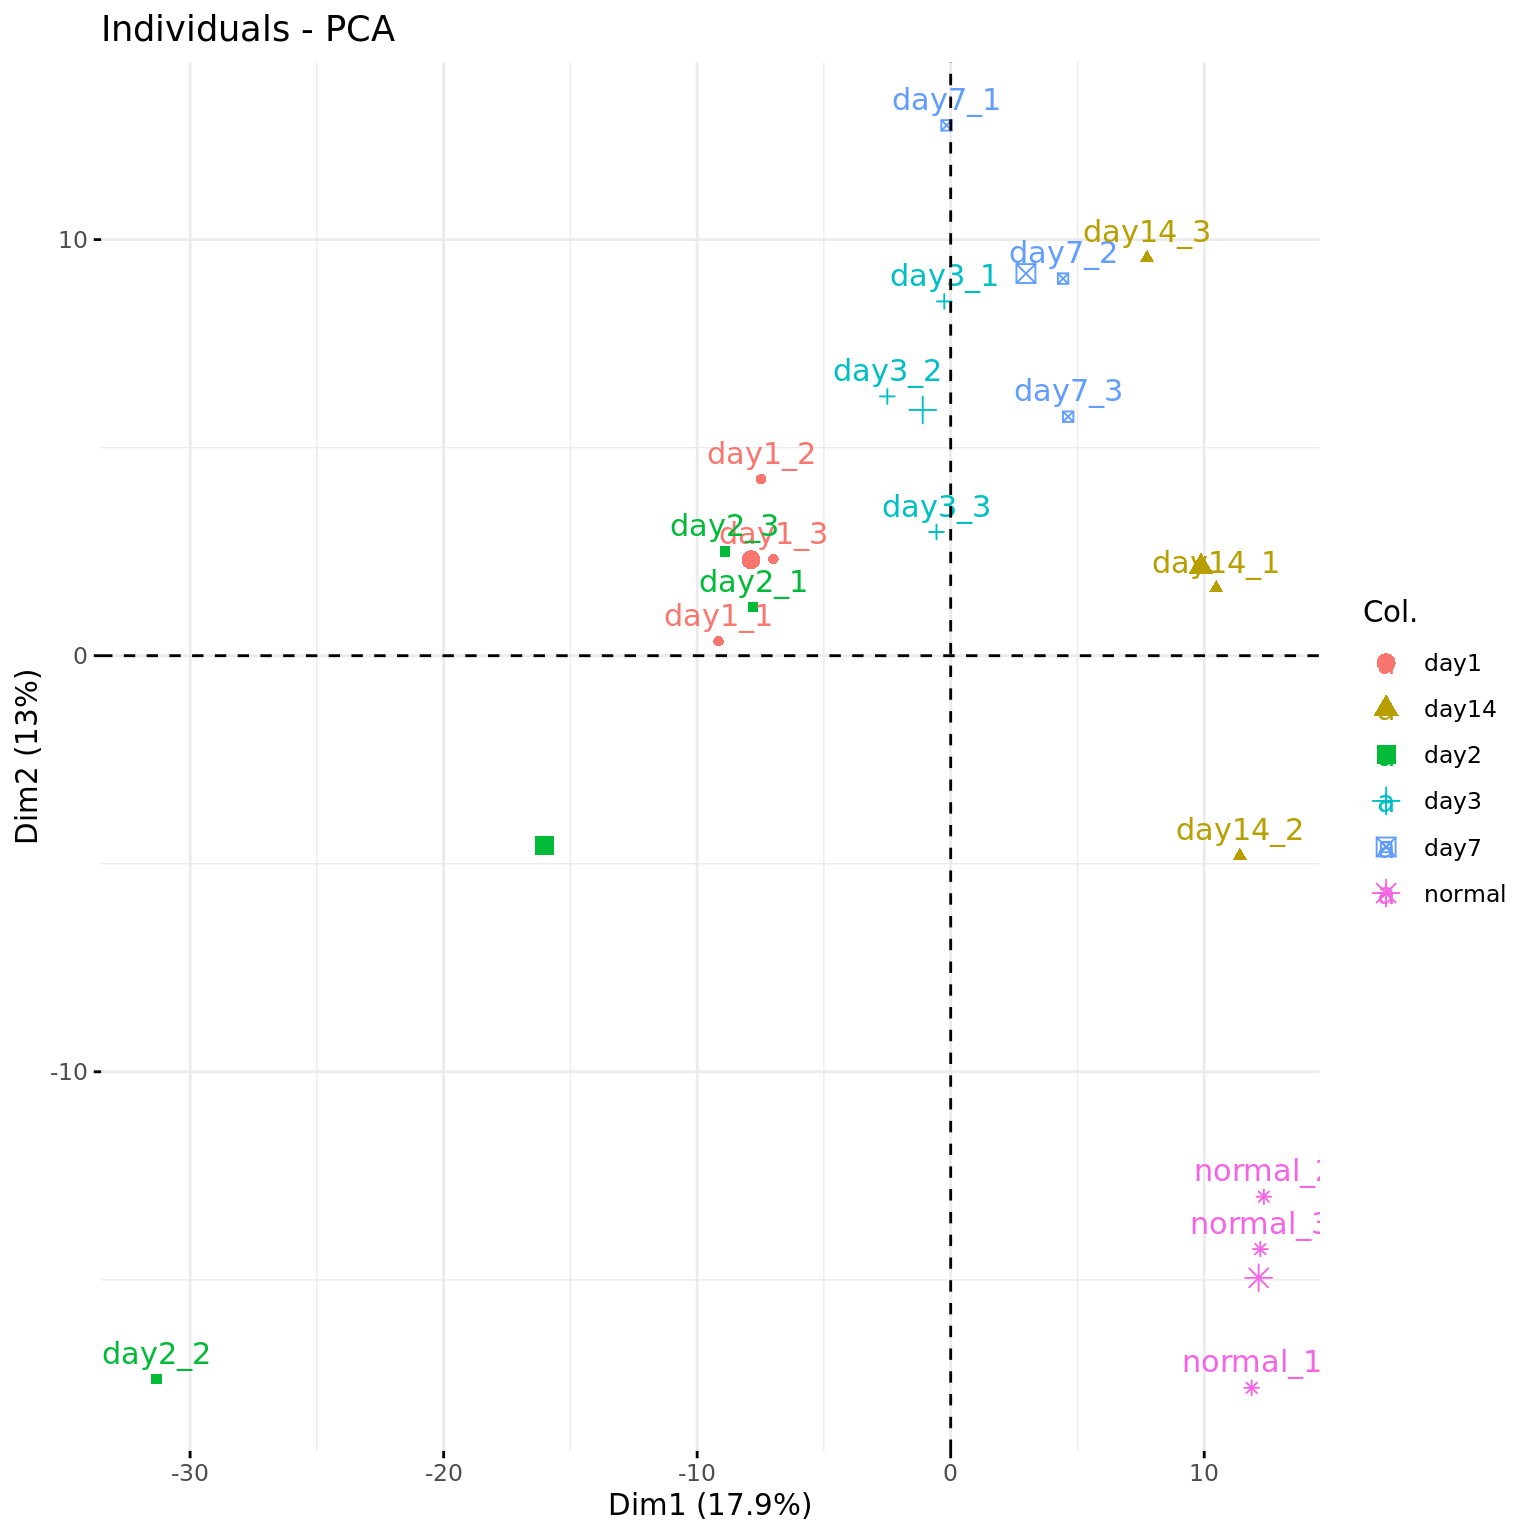 Individuals - PCA
day7_1
day14_3
day7_2
day3_1
day3_2
day7_3
day1_2
day3_3
day2_3
day1_3
day14_1
day2_1
day1_1
day14_2
normal_2
normal_3
normal_1
day2_2
10
0
-10
Dim2 (13%)
-30
-20
-10
0
10
Dim1 (17.9%)
Col.
a day1
a day14
a day2
a day3
a day7
a normal